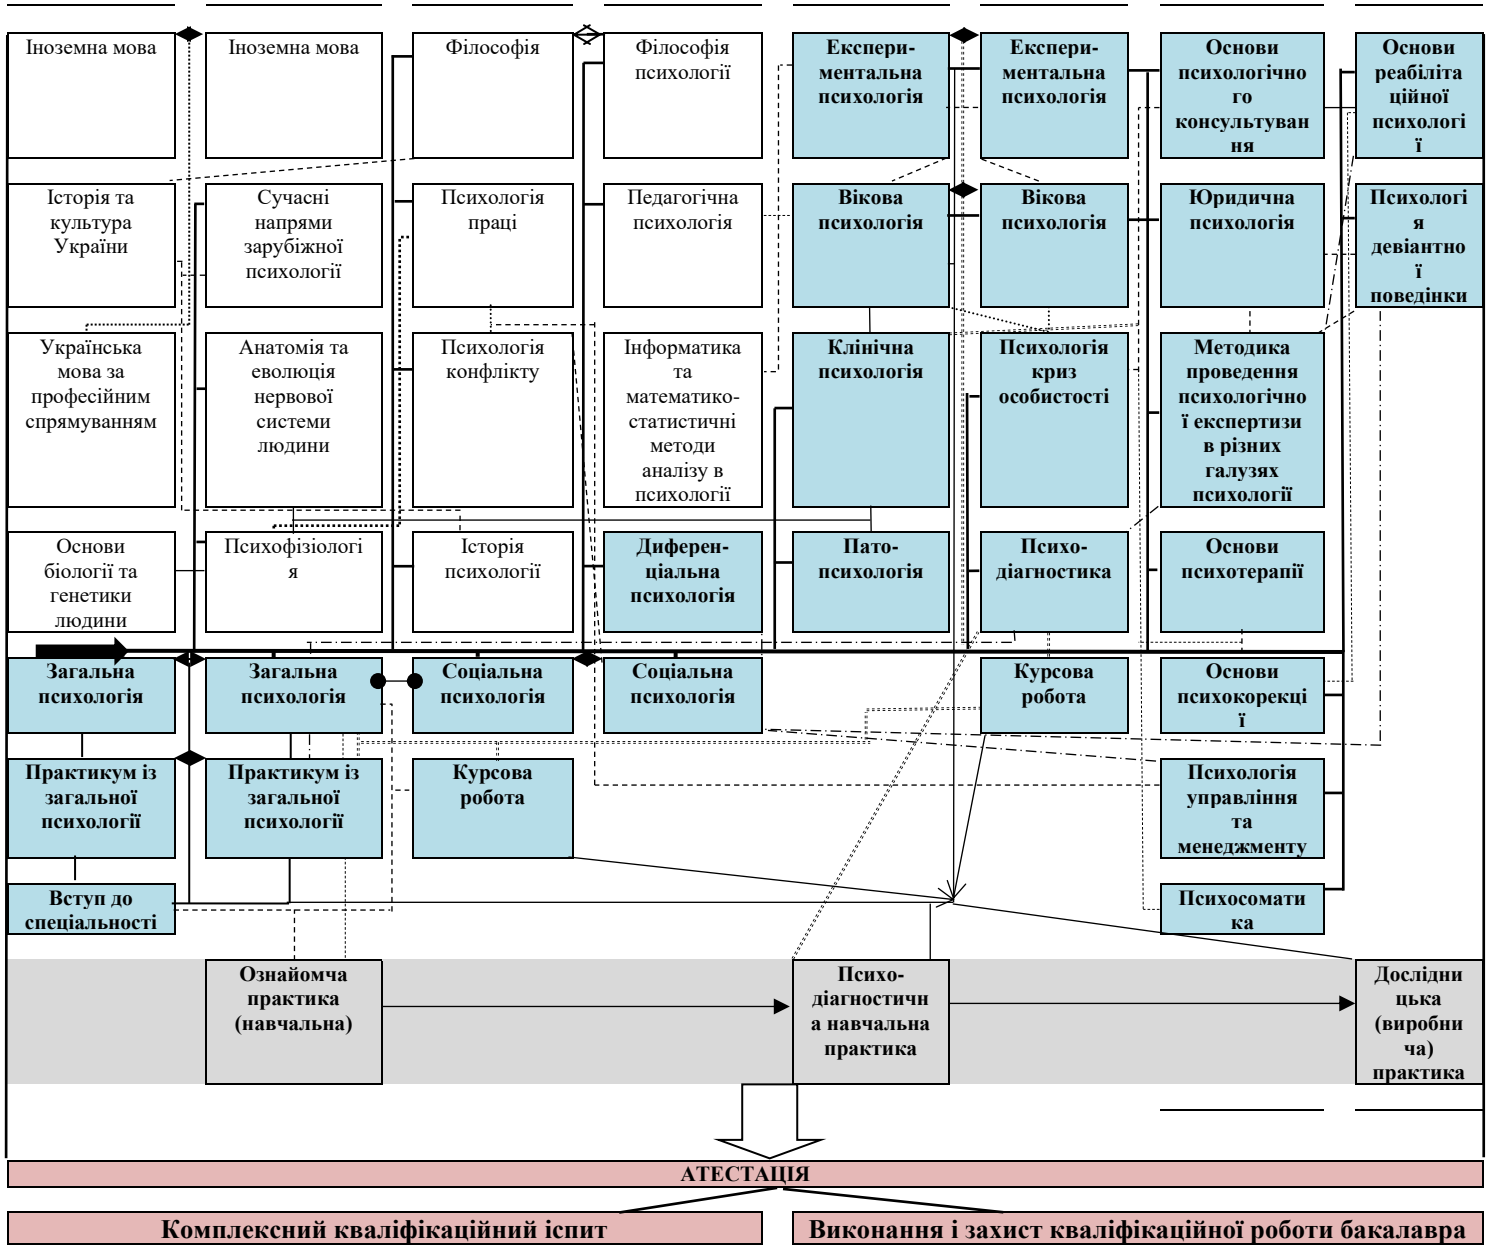 Іноземна мова
Іноземна мова
Філософія
Філософія
психології
Експери-
ментальна
психологія
Експери-
ментальна
психологія
Основи
психологічно
го
консультуван
ня
Основи
реабіліта
ційної
психологі
ї
Історія та
культура
України
Сучасні
напрями
зарубіжної
психології
Психологія
праці
Педагогічна
психологія
Вікова
психологія
Вікова
психологія
Юридична
психологія
Психологі
я
девіантно
ї
поведінки
Українська
мова за
професійним
спрямуванням
Анатомія та
еволюція
нервової
системи
людини
Психологія
конфлікту
Інформатика
та
математико-
статистичні
методи
аналізу в
психології
Клінічна
психологія
Психологія
криз
особистості
Методика
проведення
психологічно
ї експертизи
в різних
галузях
психології
Основи
біології та
генетики
людини
Психофізіологі
я
Історія
психології
Диферен-
ціальна
психологія
Пато-
психологія
Психо-
діагностика
Основи
психотерапії
Загальна
психологія
Загальна
психологія
Соціальна
психологія
Соціальна
психологія
Курсова
робота
Основи
психокорекці
ї
Практикум із
загальної
психології
Практикум із
загальної
психології
Курсова
робота
Психологія
управління
та
менеджменту
Вступ до
спеціальності
Психосомати
ка
Ознайомча
практика
(навчальна)
Психо-
діагностичн
а навчальна
практика
Дослідни
цька
(виробни
ча)
практика
АТЕСТАЦІЯ
Комплексний кваліфікаційний іспит
Виконання і захист кваліфікаційної роботи бакалавра